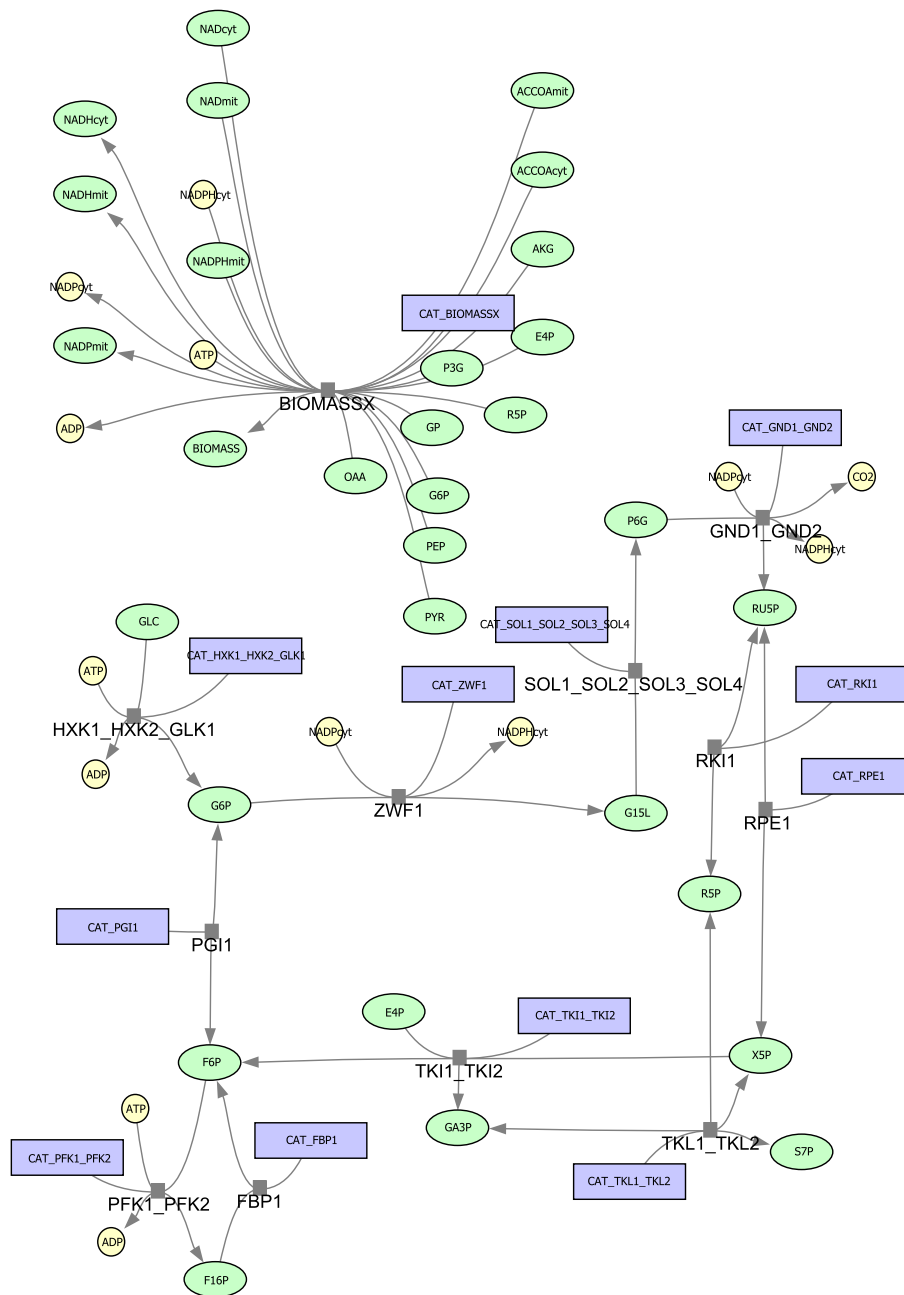 NADcyt
NADmit
ACCOAmit
NADHcyt
ACCOAcyt
NADHmit
NADPHcyt
AKG
NADPHmit
NADPcyt
CAT_BIOMASSX
E4P
NADPmit
ATP
P3G
BIOMASSX
R5P
GP
ADP
CAT_GND1_GND2
BIOMASS
OAA
NADPcyt
CO2
G6P
P6G
GND1_GND2
PEP
NADPHcyt
RU5P
PYR
GLC
CAT_SOL1_SOL2_SOL3_SOL4
CAT_HXK1_HXK2_GLK1
ATP
CAT_ZWF1
SOL1_SOL2_SOL3_SOL4
CAT_RKI1
HXK1_HXK2_GLK1
NADPcyt
NADPHcyt
RKI1
ADP
CAT_RPE1
G6P
ZWF1
G15L
RPE1
R5P
CAT_PGI1
PGI1
E4P
CAT_TKI1_TKI2
F6P
TKI1_TKI2
X5P
ATP
GA3P
CAT_FBP1
TKL1_TKL2
CAT_PFK1_PFK2
S7P
CAT_TKL1_TKL2
PFK1_PFK2
FBP1
ADP
F16P